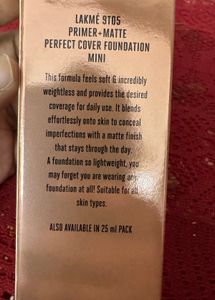 LAKMÉ 9TO5
PRIMER+MATTE
PERFECT COVER FOUNDATION
MINI
This formula feels soft & incredibly
weightless and provides the desired
coverage for daily use. It blends
effortlessly onto skin to conceal
imperfections with a matte finish
that stays through the day.
A foundation so lightweight, you
may forget you are wearing any
foundation at all! Suitable for all
skin types.
ALSO AVAILABLE IN 25 ml PACK